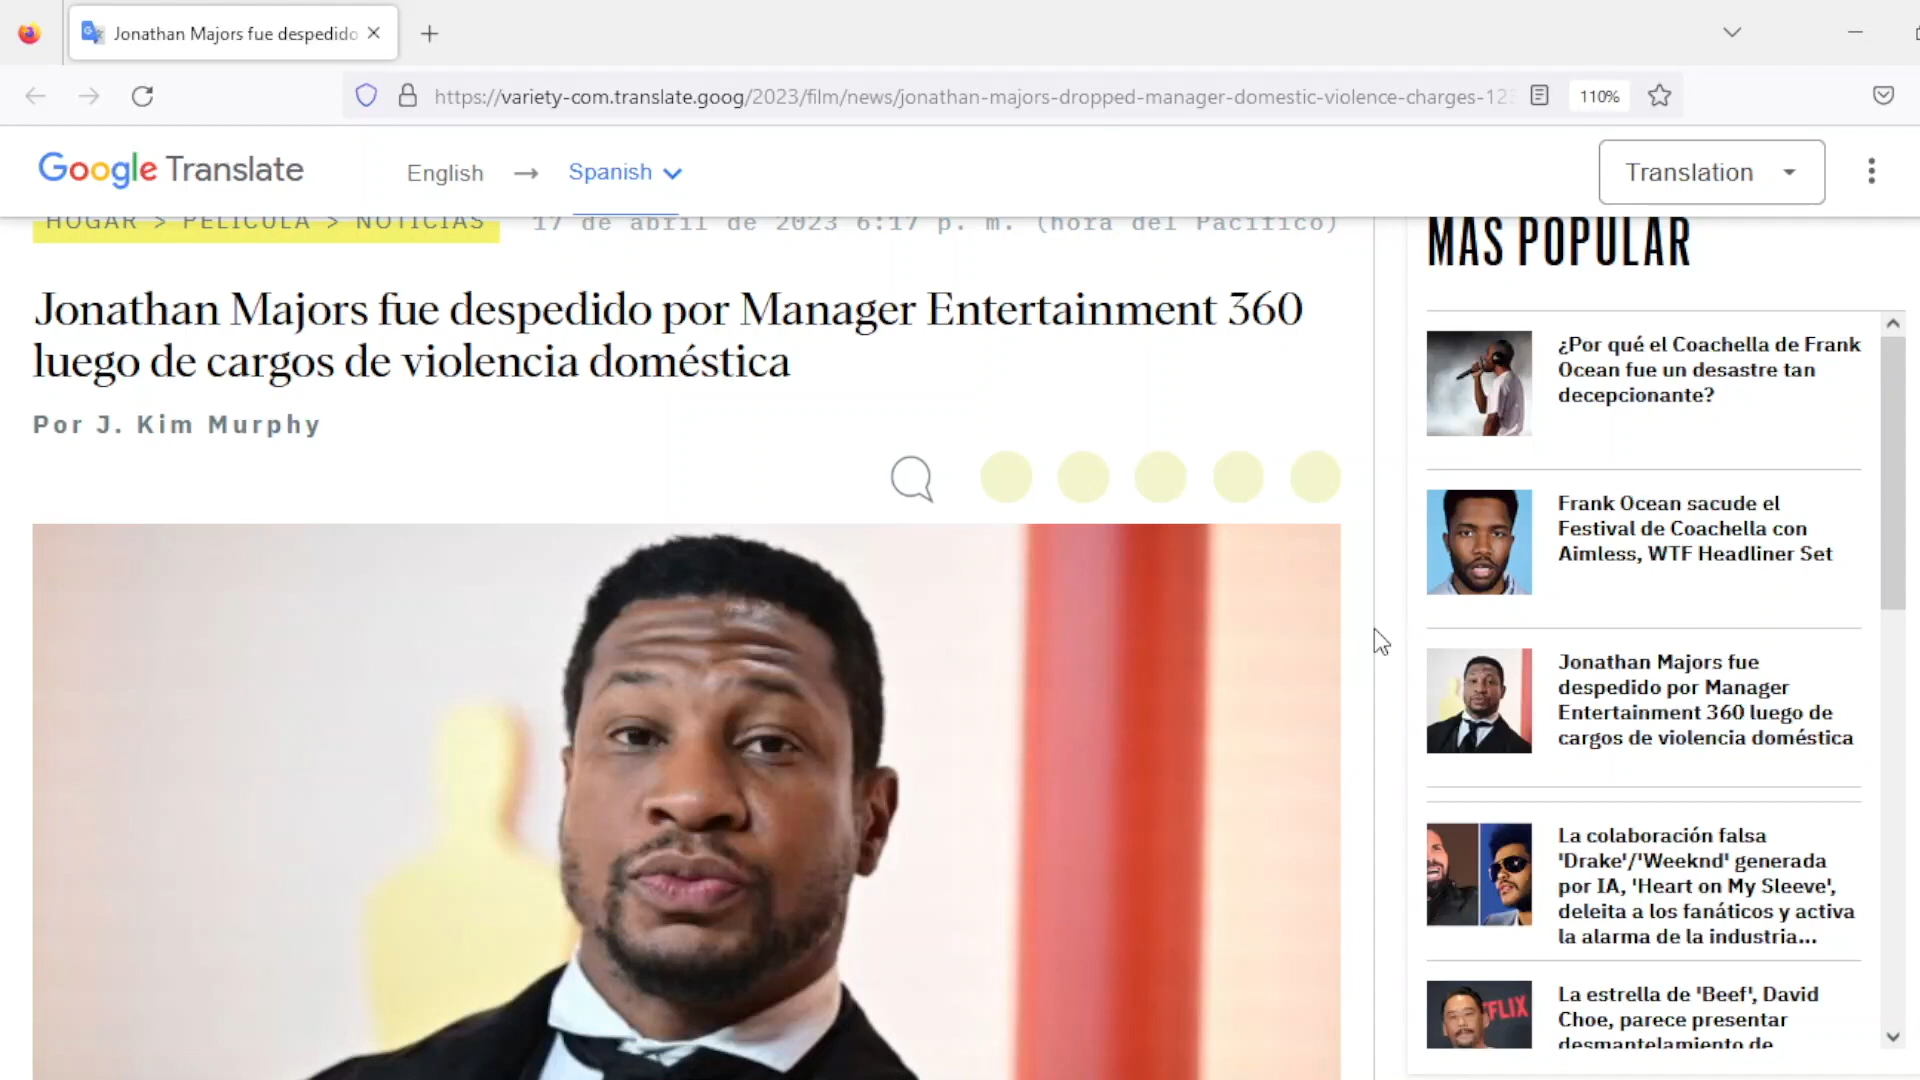 Jonathan Majors fue despedido
https://variety-com.translate.goog/2023/film/news/jonathan-majors-dropped-manager-domestic-violence-charges-12
110%
Google Translate
English → Spanish
Translation
HOGAR > PELÍCULA > NOTICIAS
17 de abril de 2023 6:17 p. m. (hora del Pacífico)
Jonathan Majors fue despedido por Manager Entertainment 360
luego de cargos de violencia doméstica
Por J. Kim Murphy
MÁS POPULAR
¿Por qué el Coachella de Frank
Ocean fue un desastre tan
decepcionante?
Frank Ocean sacude el
Festival de Coachella con
Aimless, WTF Headliner Set
Jonathan Majors fue
despedido por Manager
Entertainment 360 luego de
cargos de violencia doméstica
La colaboración falsa
'Drake'/'Weeknd' generada
por IA, 'Heart on My Sleeve',
deleita a los fanáticos y activa
la alarma de la industria...
FLIX
La estrella de 'Beef', David
Choe, parece presentar
desmantelamiento de